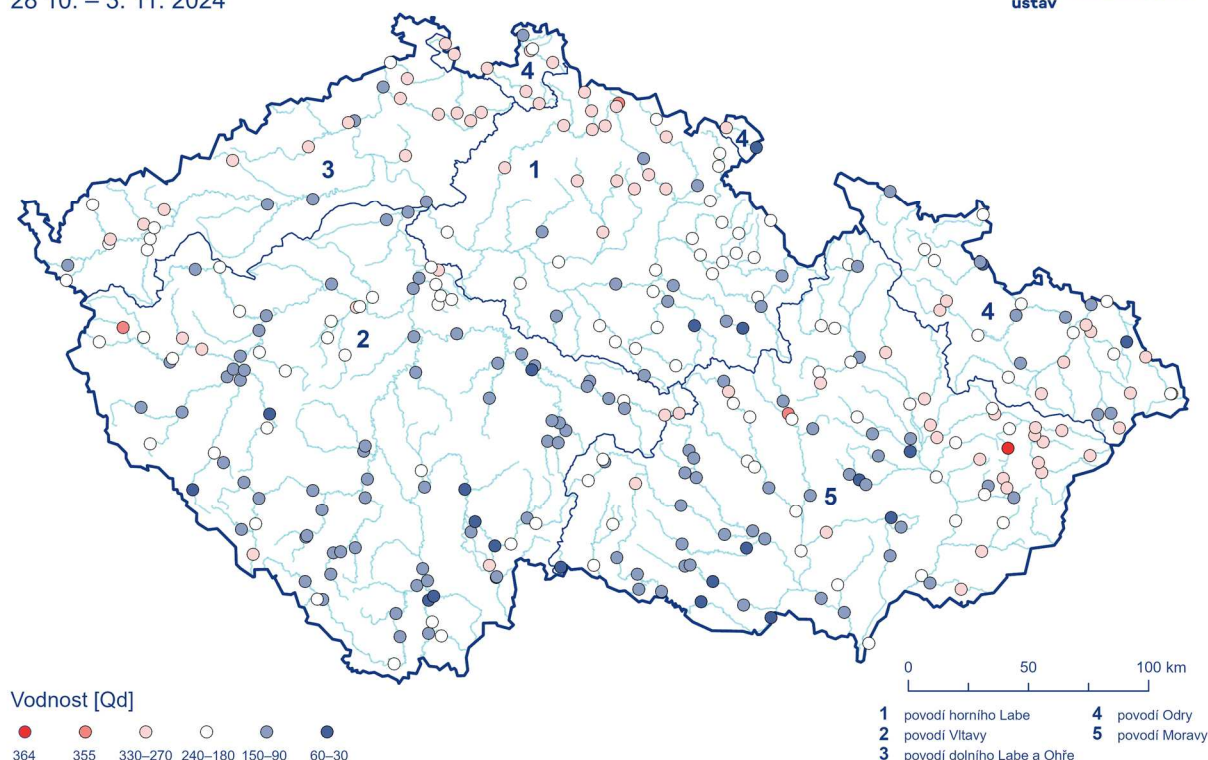 28 10. – 3. 11. 2024
ústav
4
4
3
1
4
2
5
0 50 100 km
Vodnost [Qd]
364 355 330–270 240–180 150–90 60–30
1 povodí horního Labe
2 povodí Vltavy
3 povodí dolního Labe a Ohře
4 povodí Odry
5 povodí Moravy